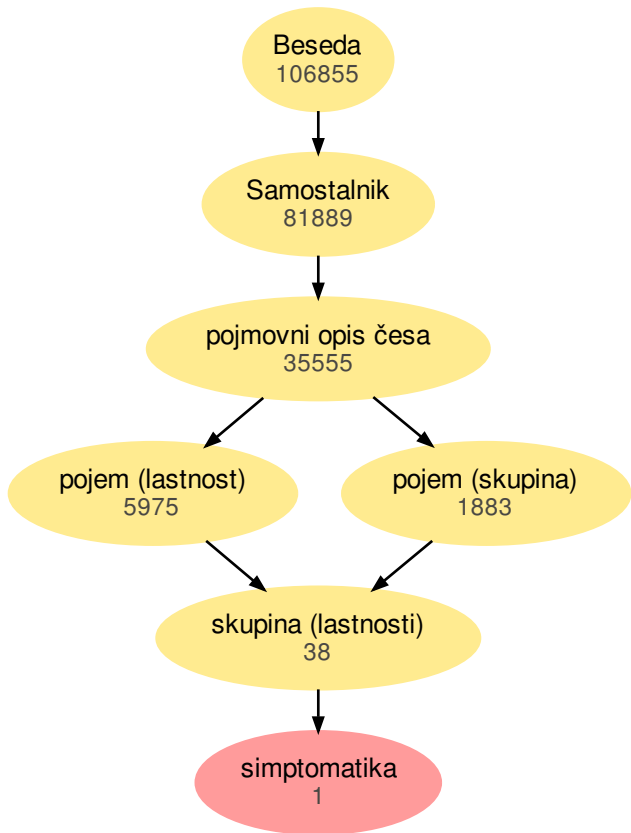 Beseda
106855
Samostalnik
81889
pojmovni opis česa
35555
pojem (lastnost)
5975
pojem (skupina)
1883
skupina (lastnosti)
38
simptomatika
1